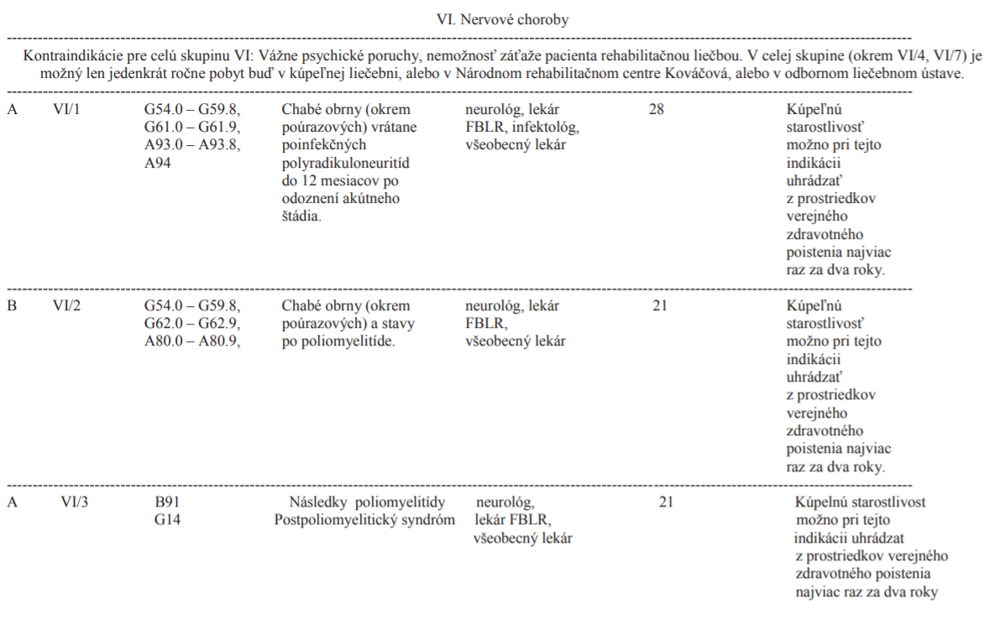 VI. Nervové choroby
------------------------------------------------------------
Kontraindikácie pre celú skupinu VI: Vážne psychické poruchy, nemožnosť záťaže pacienta rehabilitačnou liečbou. V celej skupine (okrem VI/4, VI/7) je
možný len jedenkrát ročne pobyt buď v kúpeľnej liečebni, alebo v Národnom rehabilitačnom centre Kováčová, alebo v odbornom liečebnom ústave.
------------------------------------------------------------
A VI/1 G54.0 – G59.8, Chabé obrny (okrem neurológ, lekár 28 Kúpeľnú
G61.0 – G61.9, poúrazových) vrátane FBLR, infektológ, starostlivosť
A93.0 – A93.8, poinfekčných všeobecný lekár možno pri tejto
A94 polyradikuloneuritíd indikácii
do 12 mesiacov po uhrádzať
odoznení akútneho z prostriedkov
štádia. verejného
zdravotného
poistenia najviac
raz za dva roky.
------------------------------------------------------------
B VI/2 G54.0 – G59.8, Chabé obrny (okrem neurológ, lekár 21 Kúpeľnú
G62.0 – G62.9, poúrazových) a stavy FBLR, starostlivosť
A80.0 – A80.9, po poliomyelitíde. všeobecný lekár možno pri tejto
indikácii
uhrádzať
z prostriedkov
verejného
zdravotného
poistenia najviac
raz za dva roky.
------------------------------------------------------------
A VI/3 B91 Následky poliomyelitídy neurológ, 21 Kúpelnú starostlivost
G14 Postpoliomyelitický syndróm lekár FBLR, možno pri tejto
všeobecný lekár indikácii uhrádzat
z prostriedkov verejného
zdravotného poistenia
najviac raz za dva roky